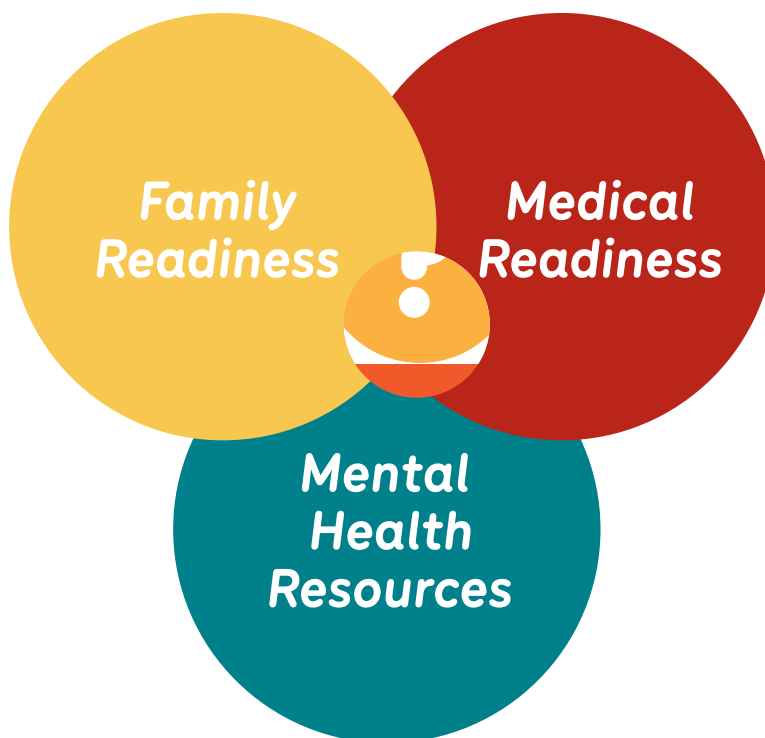 Family
Readiness
Medical
Readiness
Mental
Health
Resources